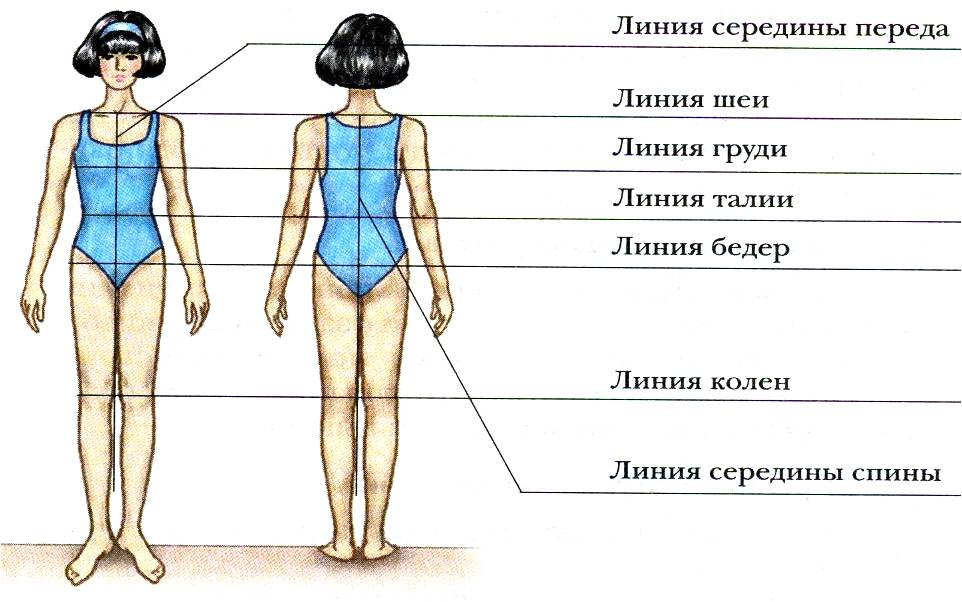 Линия середины переда
Линия шеи
Линия груди
Линия талии
Линия бедер
Линия колен
Линия середины спины